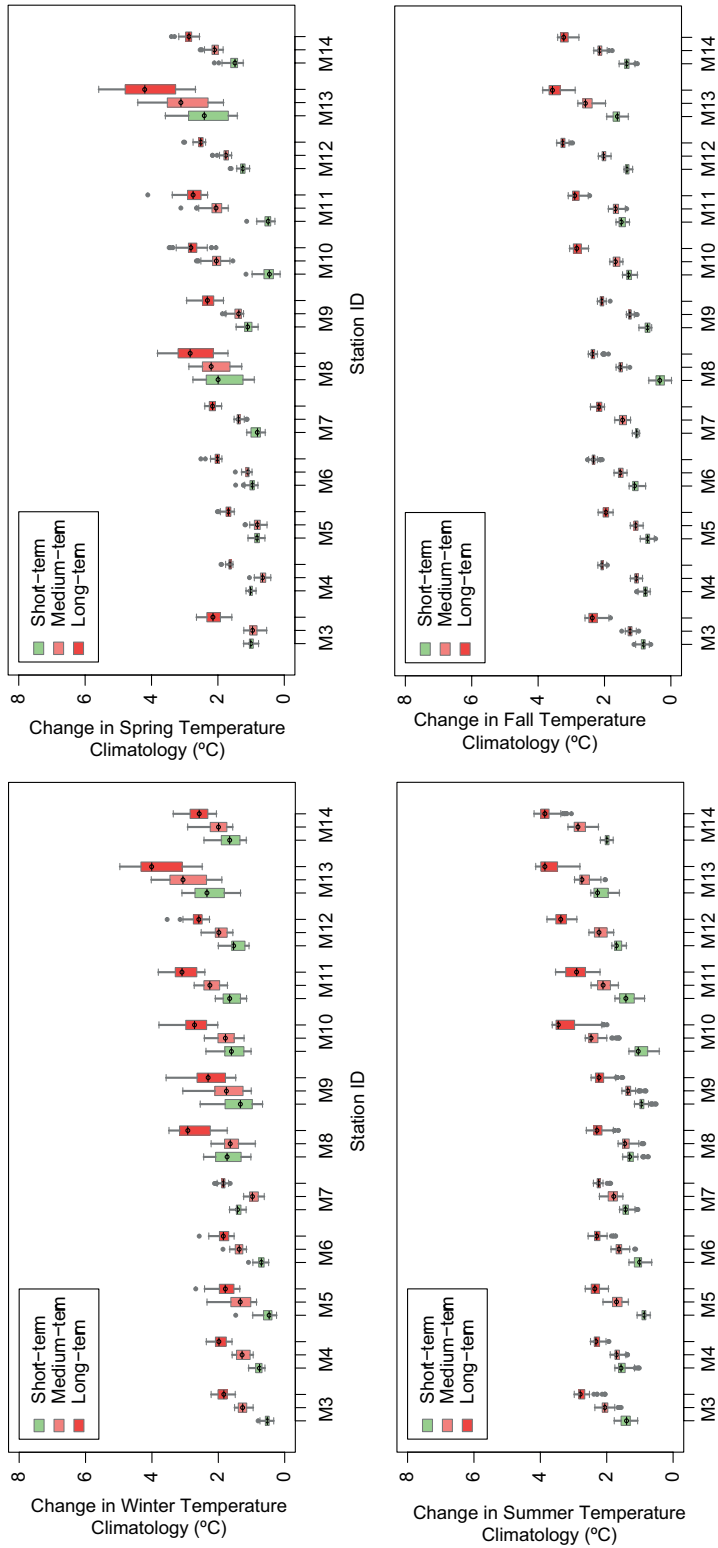 Change in Winter Temperature
Climatology (ºC)
0 2 4 6 8
Short−term
Medium−tem
Long−tem
M3 M4 M5 M6 M7 M8 M9 M10 M11 M12 M13 M14
Station ID
Change in Spring Temperature
Climatology (ºC)
0 2 4 6 8
Short−term
Medium−tem
Long−tem
M3 M4 M5 M6 M7 M8 M9 M10 M11 M12 M13 M14
Station ID
Change in Summer Temperature
Climatology (ºC)
0 2 4 6 8
Short−term
Medium−tem
Long−tem
M3 M4 M5 M6 M7 M8 M9 M10 M11 M12 M13 M14
Change in Fall Temperature
Climatology (ºC)
0 2 4 6 8
Short−term
Medium−tem
Long−tem
M3 M4 M5 M6 M7 M8 M9 M10 M11 M12 M13 M14